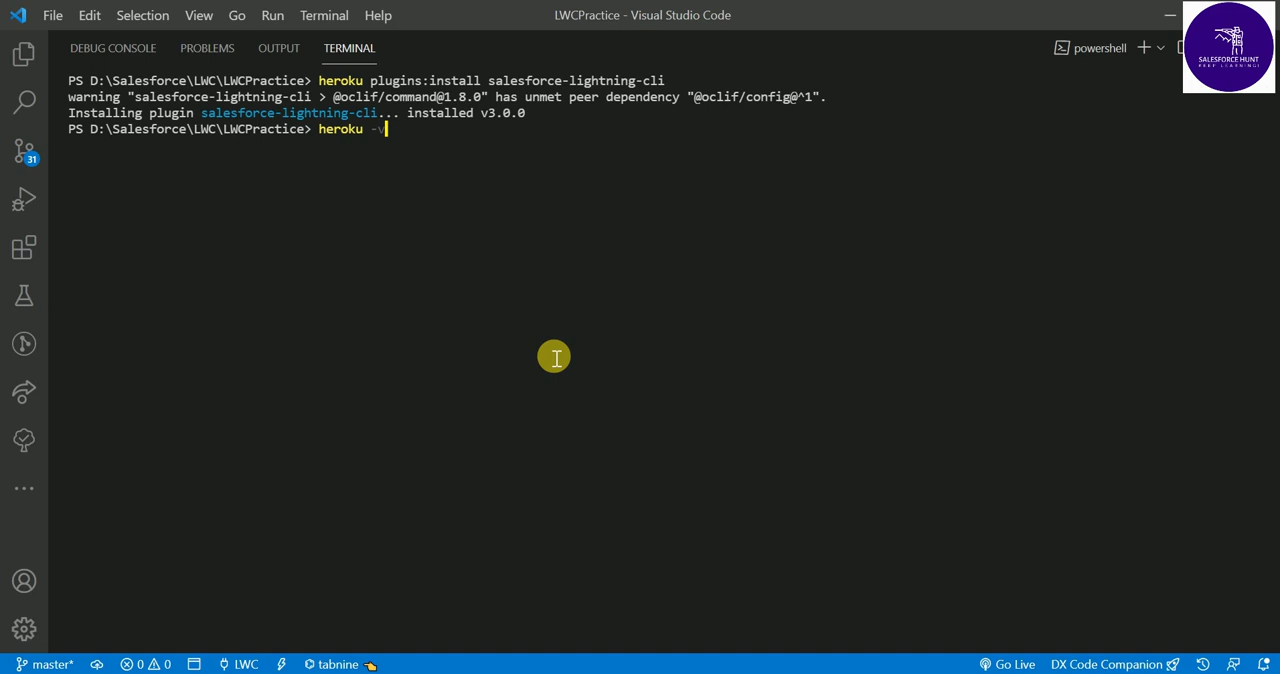 File Edit Selection View Go Run Terminal Help LWCPractice - Visual Studio Code
SALESFORCE HUNT
KEEP LEARNING!
DEBUG CONSOLE PROBLEMS OUTPUT TERMINAL powershell
PS D:\Salesforce\LWC\LWCPractice> heroku plugins:install salesforce-lightning-cli
warning "salesforce-lightning-cli > @oclif/command@1.8.0" has unmet peer dependency "@oclif/config@^1".
Installing plugin salesforce-lightning-cli... installed v3.0.0
PS D:\Salesforce\LWC\LWCPractice> heroku -v
31
master* 0 0 LWC tabnine Go Live DX Code Companion